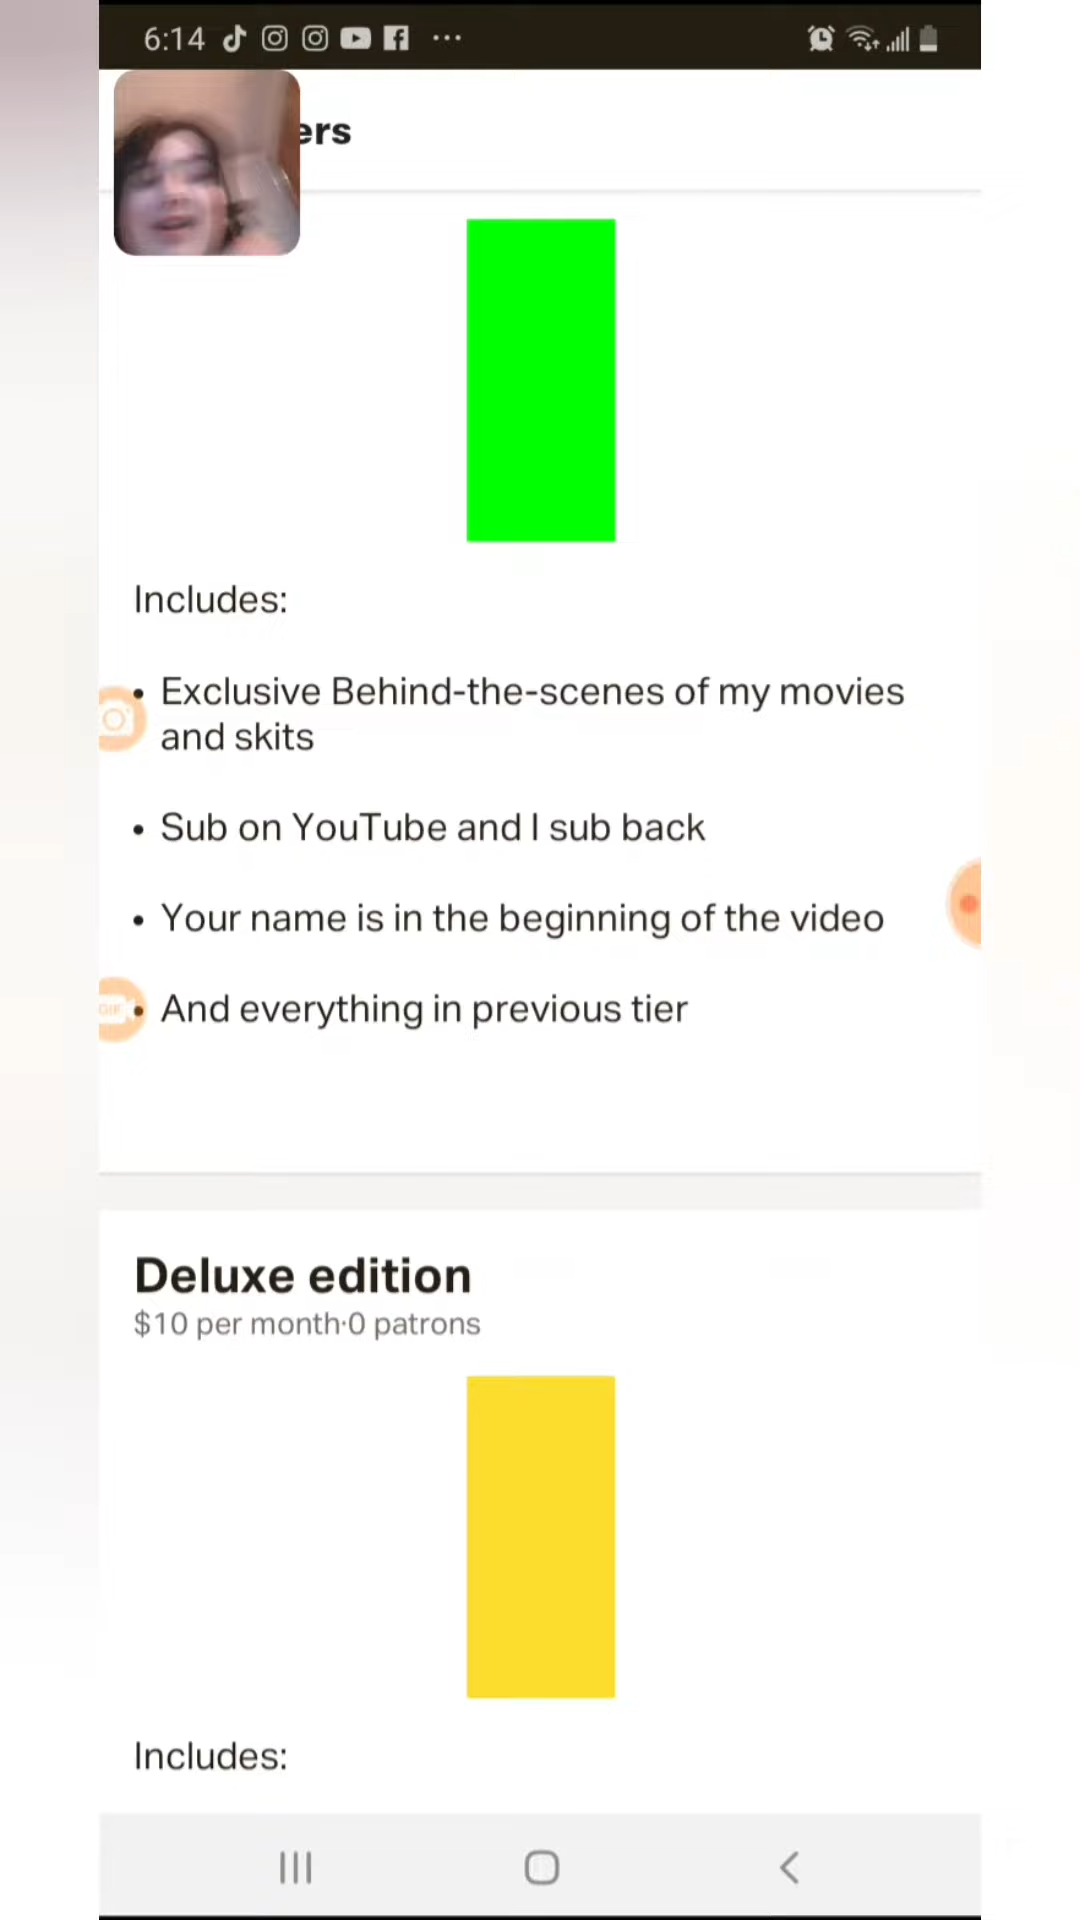 6:14
ers
Includes:
• Exclusive Behind-the-scenes of my movies
and skits
• Sub on YouTube and I sub back
• Your name is in the beginning of the video
GIF
• And everything in previous tier
Deluxe edition
$10 per month·0 patrons
Includes: